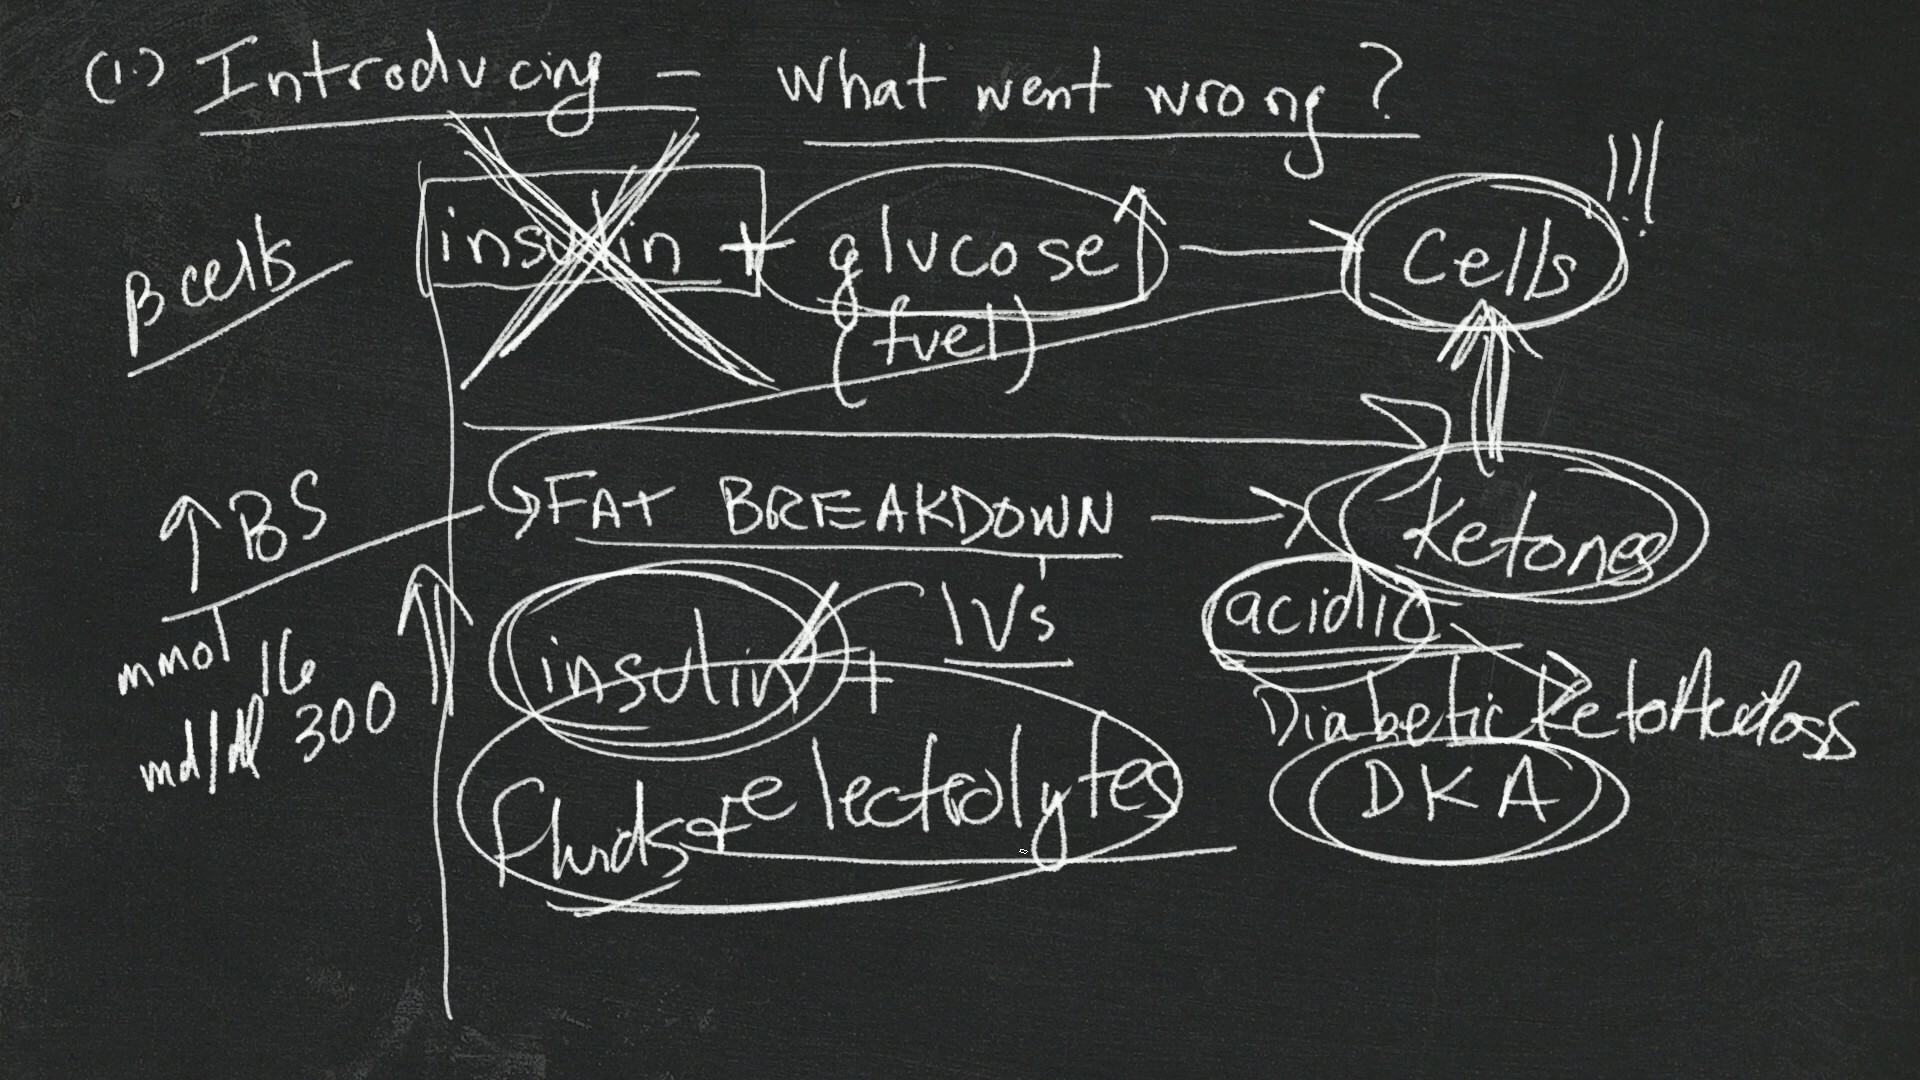 (1.) Introducing - What went wrong?
β cells
insulin + glucose ↑ → Cells !!!
(fuel)
↑ BS
FAT BREAKDOWN → Ketones
mmol 16
md/dl 300
insulin + IVs
Fluids & electrolytes
acidic
Diabetic KetoAcidosis
DKA